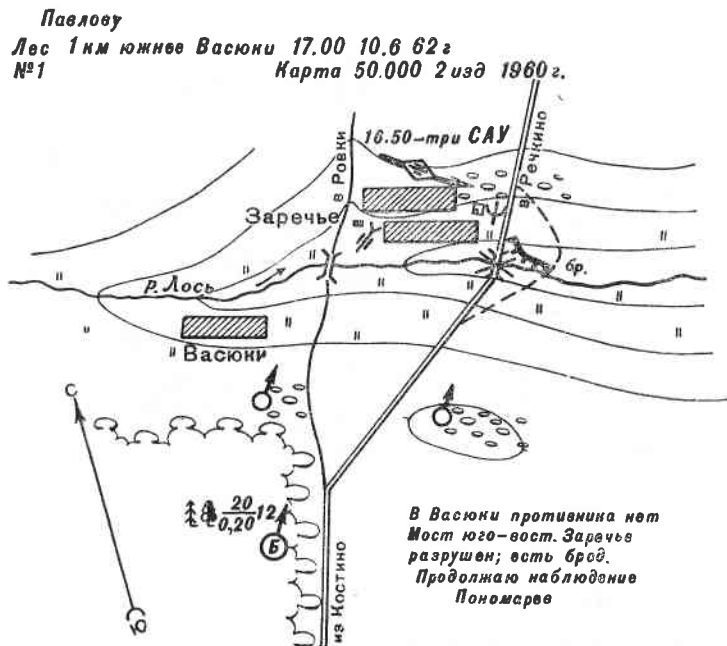 Павлову
Лес 1 км южнее Васюки 17.00 10.6 62 г
№1 Карта 50.000 2 изд 1960 г.
16.50-три САУ
в Ровки
в Речкино
Заречье
р. Лось
бр.
Васюки
С
20
0,20
12
Б
Ю
из Костино
В Васюки противника нет
Мост юго-вост. Заречье
разрушен; есть брод.
Продолжаю наблюдение
Пономарев